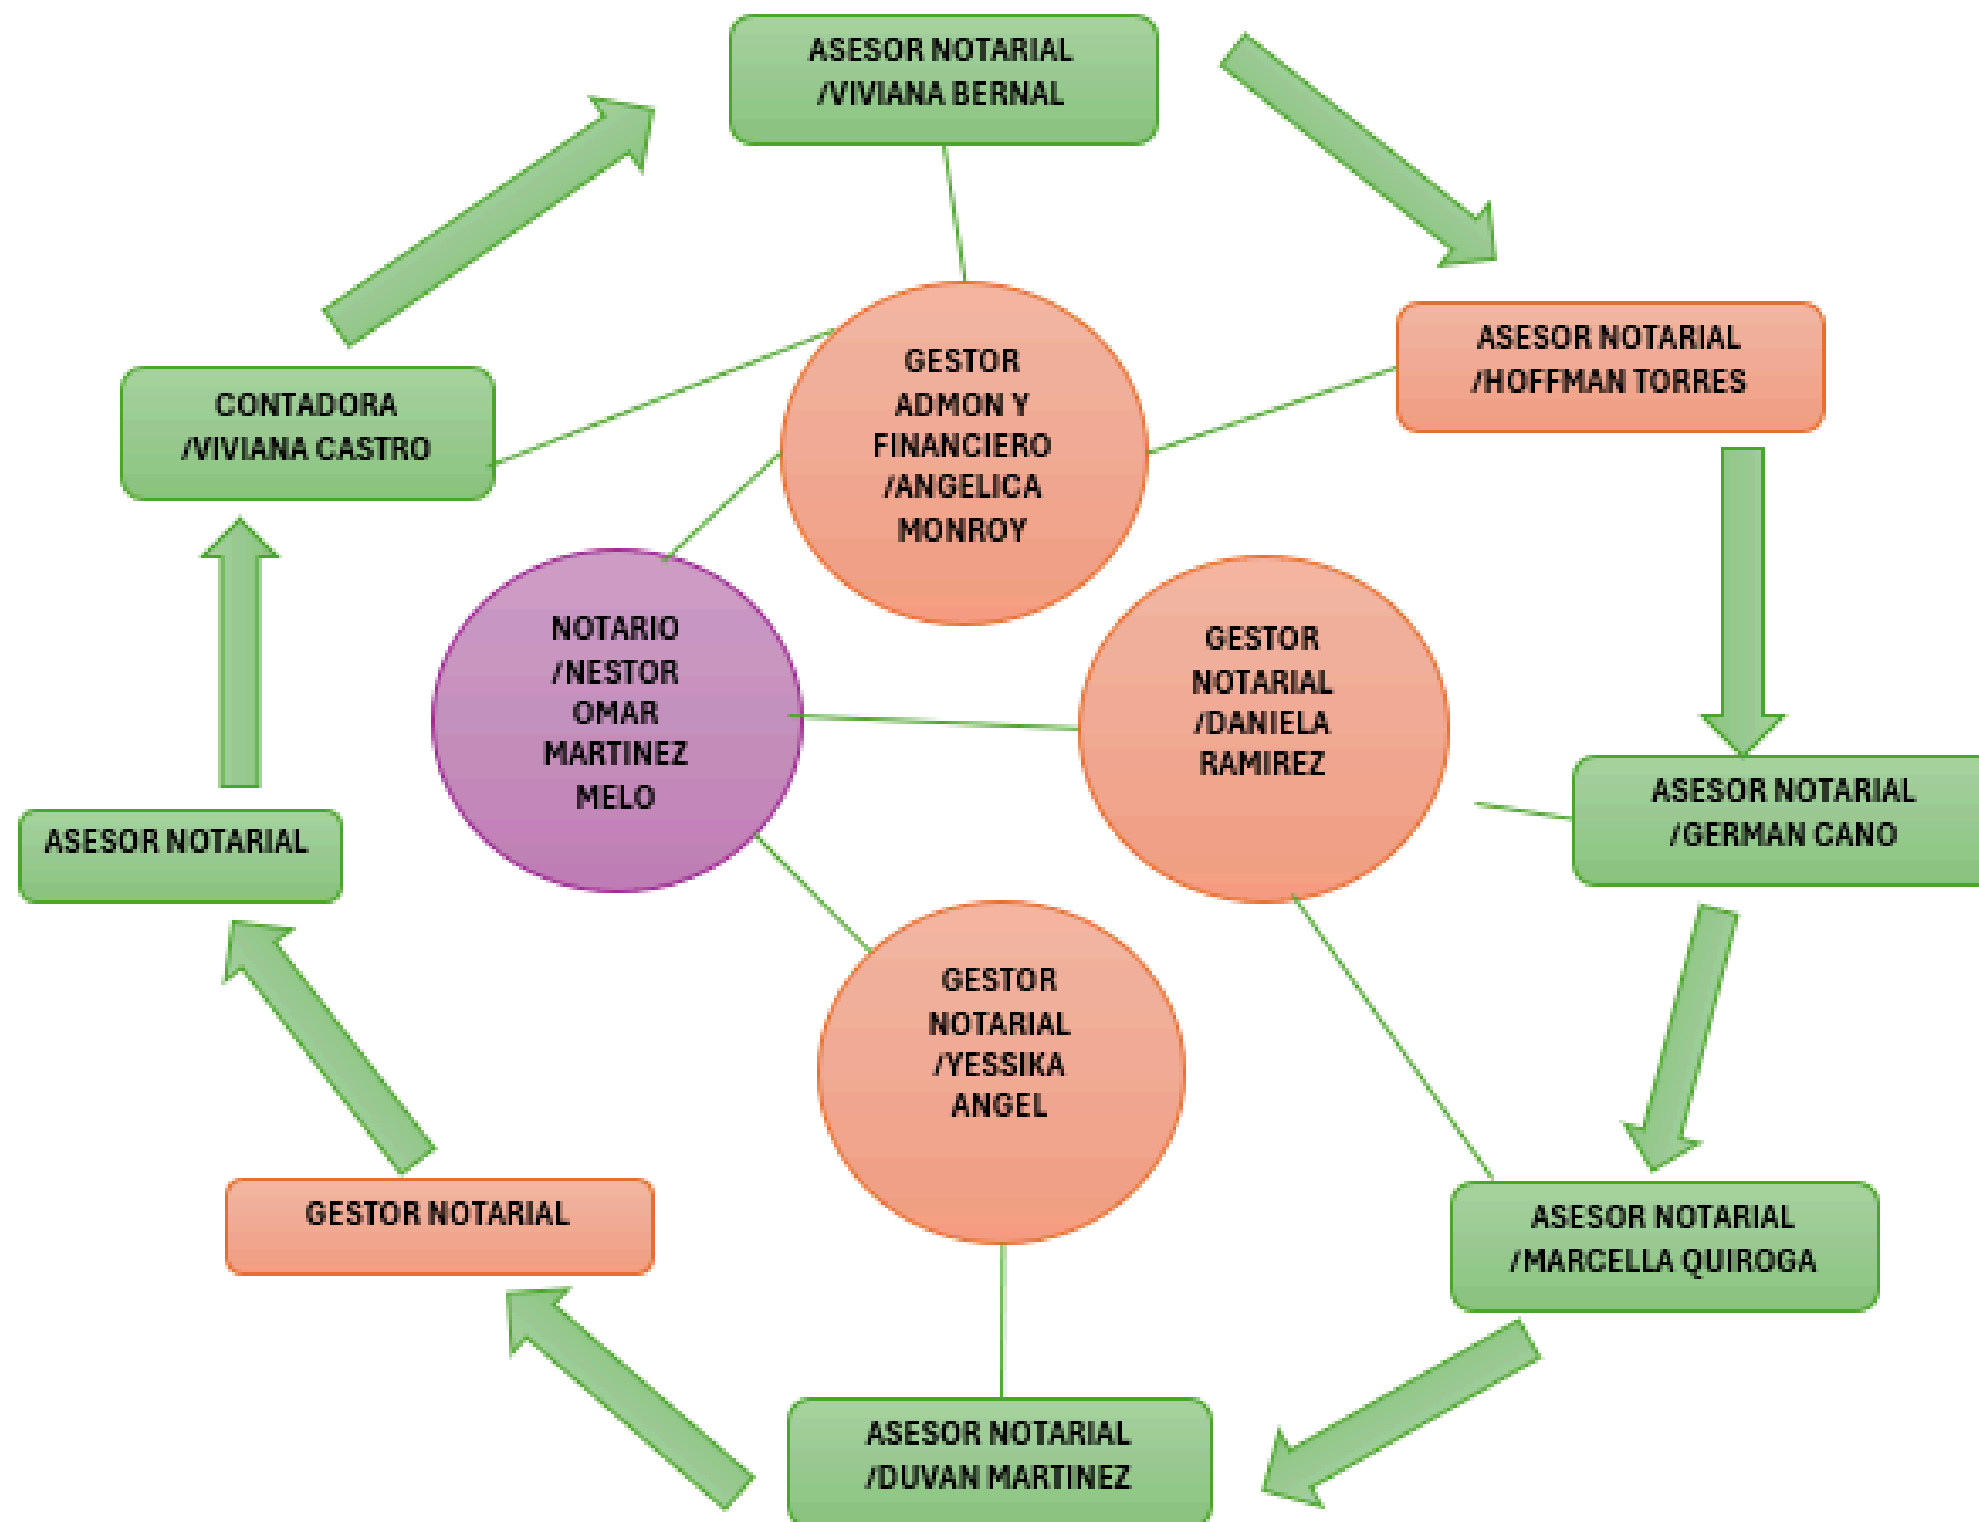 ASESOR NOTARIAL
/VIVIANA BERNAL
ASESOR NOTARIAL
/HOFFMAN TORRES
CONTADORA
/VIVIANA CASTRO
GESTOR
ADMON Y
FINANCIERO
/ANGELICA
MONROY
NOTARIO
/NESTOR
OMAR
MARTINEZ
MELO
GESTOR
NOTARIAL
/DANIELA
RAMIREZ
ASESOR NOTARIAL
/GERMAN CANO
ASESOR NOTARIAL
GESTOR
NOTARIAL
/YESSIKA
ANGEL
GESTOR NOTARIAL
ASESOR NOTARIAL
/MARCELLA QUIROGA
ASESOR NOTARIAL
/DUVAN MARTINEZ